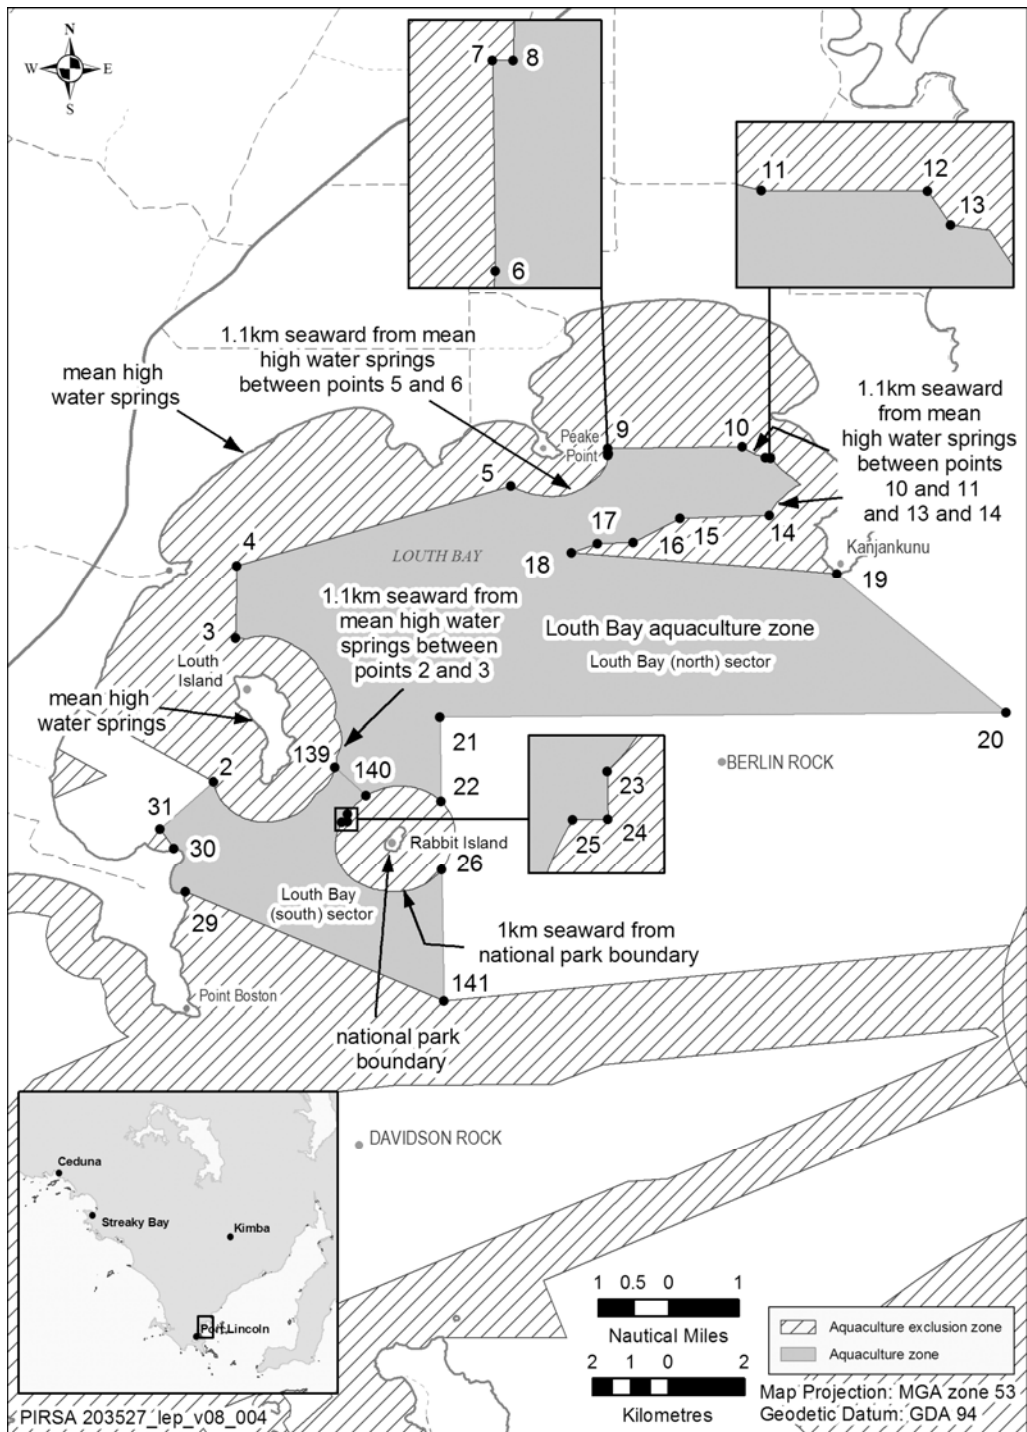 N
W
E
S
7
8
6
11
12
13
1.1km seaward from mean
high water springs
between points 5 and 6
mean high
water springs
1.1km seaward
from mean
high water springs
between points
10 and 11
and 13 and 14
Peake
Point
9
10
5
4
17
18
16
15
14
Kanjankunu
19
LOUTH BAY
1.1km seaward from
mean high water
springs between
points 2 and 3
Louth Bay aquaculture zone
Louth Bay (north) sector
3
Louth
Island
mean high
water springs
2
139
140
21
22
20
BERLIN ROCK
23
24
25
31
30
Rabbit Island
26
29
Louth Bay
(south) sector
1km seaward from
national park boundary
141
Point Boston
national park
boundary
DAVIDSON ROCK
Ceduna
Streaky Bay
Kimba
Port Lincoln
1 0.5 0 1
Nautical Miles
2 1 0 2
Kilometres
Aquaculture exclusion zone
Aquaculture zone
Map Projection: MGA zone 53
Geodetic Datum: GDA 94
PIRSA 203527_lep_v08_004